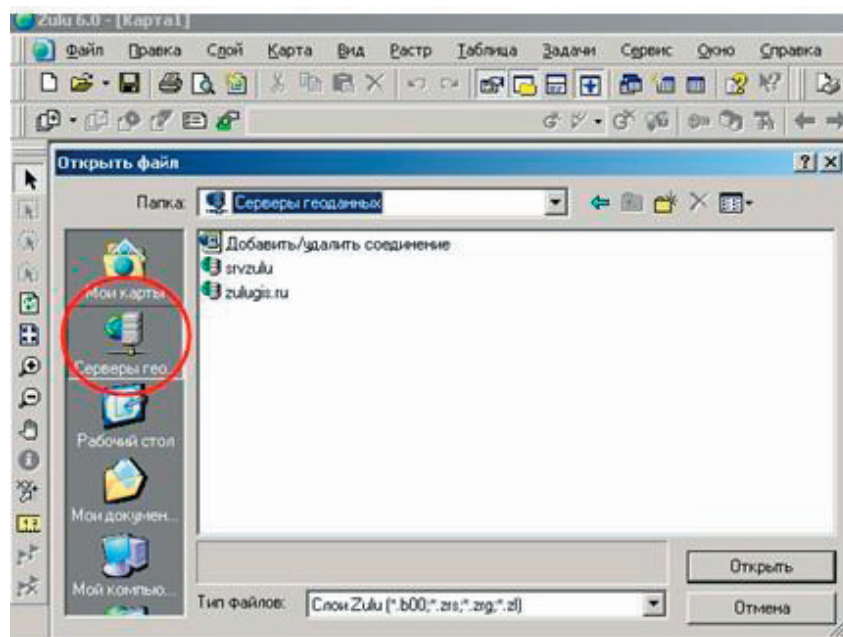 Zulu 6.0 - [Карта1]
Файл Правка Слой Карта Вид Растр Таблица Задачи Сервис Окно Справка
Открыть файл
Папка: Серверы геоданных
Добавить/удалить соединение
srvzulu
zulugis.ru
Мои карты
Серверы гео...
Рабочий стол
Мои докумен...
Мой компью...
Открыть
Тип файлов: Слои Zulu (*.b00;*.zrs;*.zrg;*.zl)
Отмена